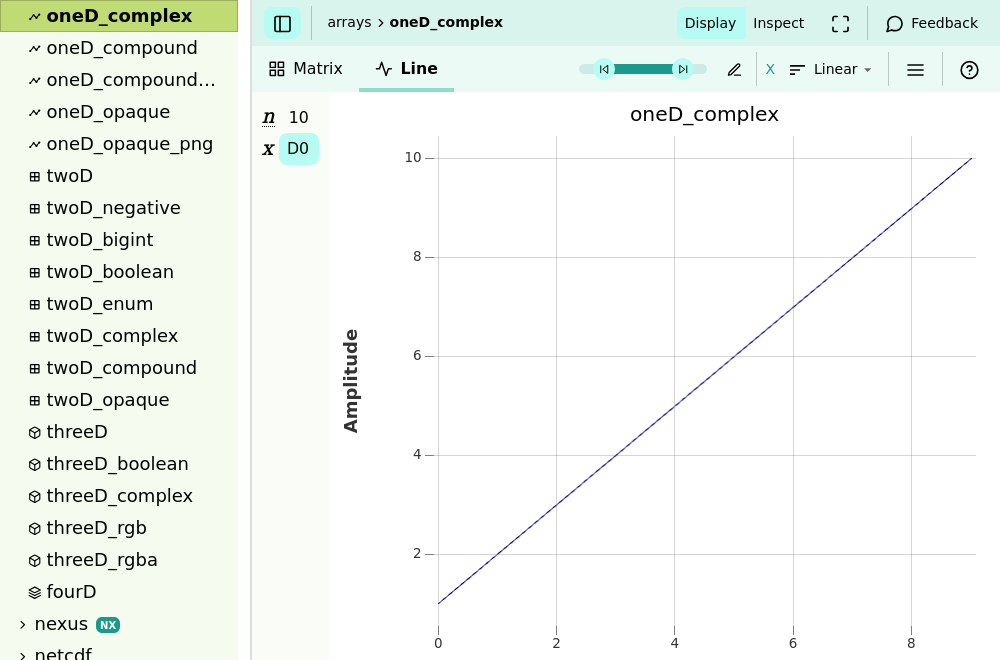 oneD_complex
oneD_compound
oneD_compound...
oneD_opaque
oneD_opaque_png
twoD
twoD_negative
twoD_bigint
twoD_boolean
twoD_enum
twoD_complex
twoD_compound
twoD_opaque
threeD
threeD_boolean
threeD_complex
threeD_rgb
threeD_rgba
fourD
nexus NX
netcdf
arrays oneD_complex Display Inspect Feedback
Matrix Line X Linear
n 10
x D0
oneD_complex
10
8
6
4
2
Amplitude
0 2 4 6 8